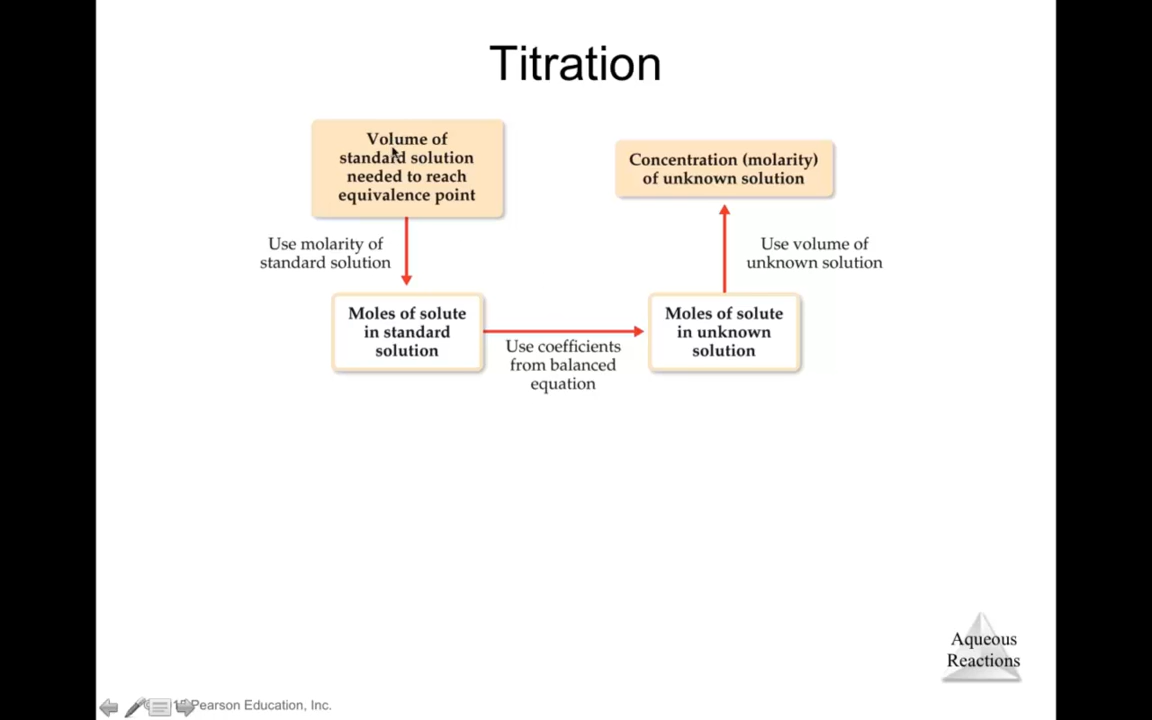 Titration
Volume of
standard solution
needed to reach
equivalence point
Concentration (molarity)
of unknown solution
Use molarity of
standard solution
Use volume of
unknown solution
Moles of solute
in standard
solution
Use coefficients
from balanced
equation
Moles of solute
in unknown
solution
Aqueous
Reactions
Pearson Education, Inc.